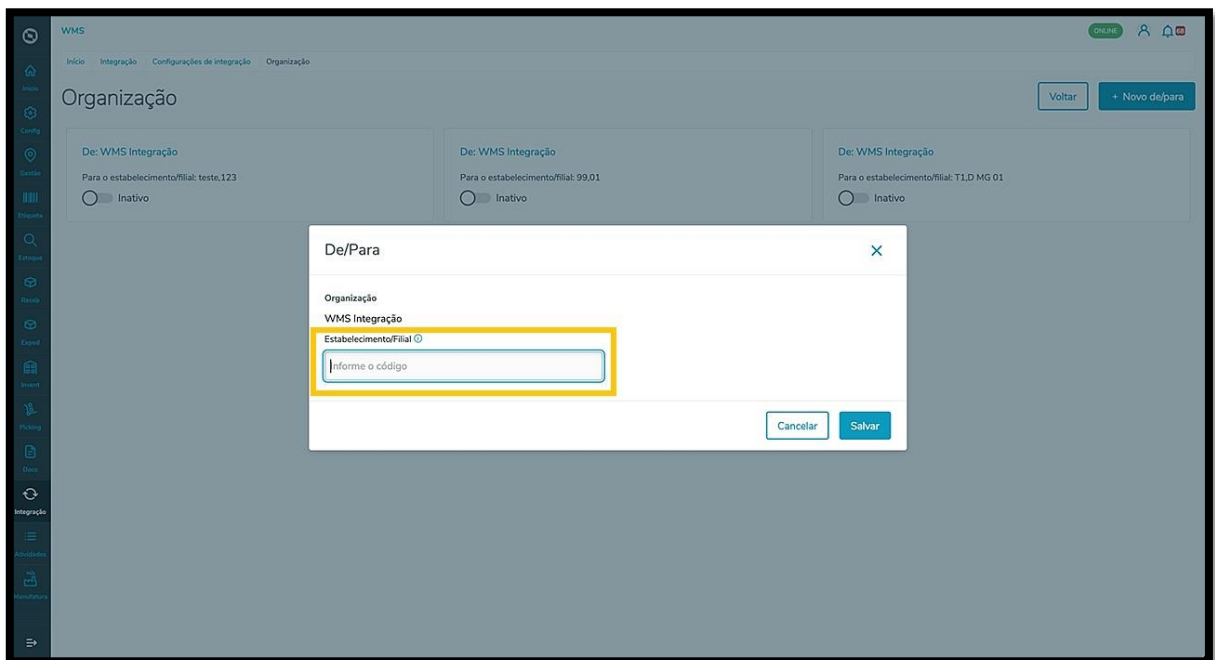 WMS
ONLINE
68
Início Integração Configurações de integração Organização
Organização
Voltar
+ Novo de/para
De: WMS Integração
Para o estabelecimento/filial: teste,123
Inativo
De: WMS Integração
Para o estabelecimento/filial: 99,01
Inativo
De: WMS Integração
Para o estabelecimento/filial: T1,D MG 01
Inativo
De/Para
Organização
WMS Integração
Estabelecimento/Filial
Informe o código
Cancelar
Salvar
Início
Config
Gestão
Etiqueta
Estoque
Receb
Exped
Invent
Picking
Docs
Integração
Atividades
Manufatura